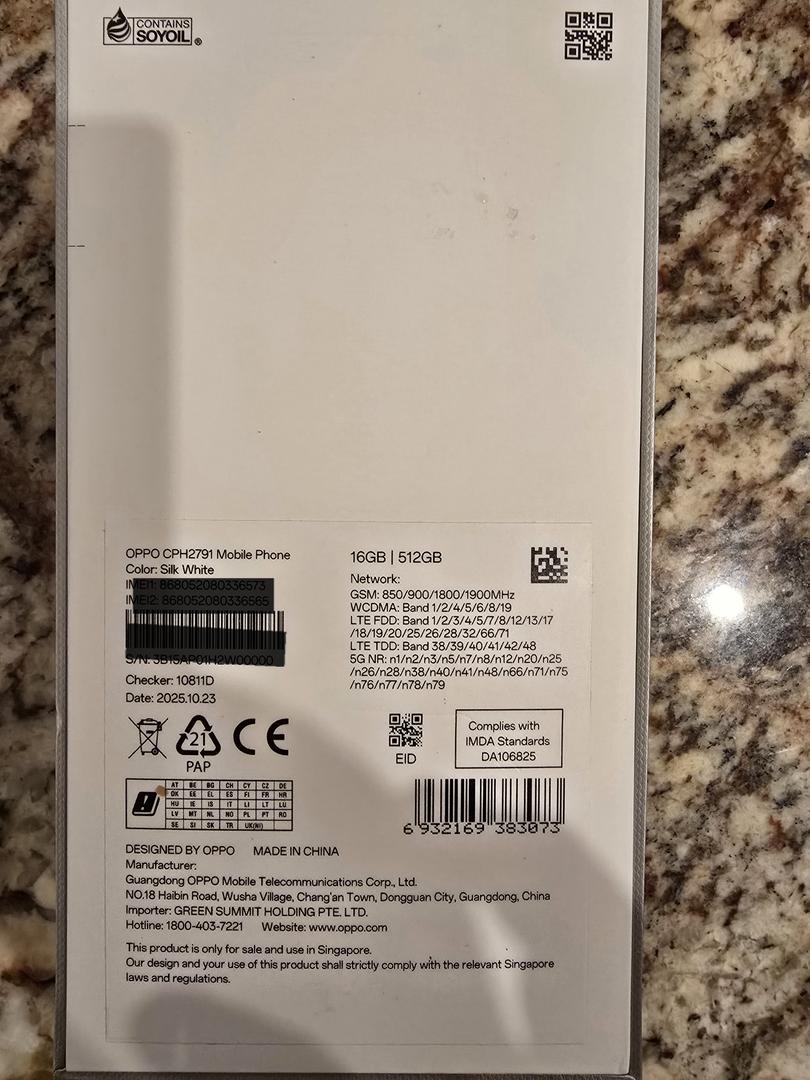 CONTAINS
SOYOIL®
OPPO CPH2791 Mobile Phone
Color: Silk White
Checker: 10811D
Date: 2025.10.23
16GB | 512GB
Network:
GSM: 850/900/1800/1900MHz
WCDMA: Band 1/2/4/5/6/8/19
LTE FDD: Band 1/2/3/4/5/7/8/12/13/17
/18/19/20/25/26/28/32/66/71
LTE TDD: Band 38/39/40/41/42/48
5G NR: n1/n2/n3/n5/n7/n8/n12/n20/n25
/n26/n28/n38/n40/n41/n48/n66/n71/n75
/n76/n77/n78/n79
21
PAP
CE
EID
Complies with
IMDA Standards
DA106825
AT BE BG CH CY CZ DE
DK EE EL ES FI FR HR
HU IE IS IT LI LT LU
LV MT NL NO PL PT RO
SE SI SK TR UK(NI)
6 932169 383073
DESIGNED BY OPPO MADE IN CHINA
Manufacturer:
Guangdong OPPO Mobile Telecommunications Corp., Ltd.
NO.18 Haibin Road, Wusha Village, Chang'an Town, Dongguan City, Guangdong, China
Importer: GREEN SUMMIT HOLDING PTE. LTD.
Hotline: 1800-403-7221 Website: www.oppo.com
This product is only for sale and use in Singapore.
Our design and your use of this product shall strictly comply with the relevant Singapore
laws and regulations.